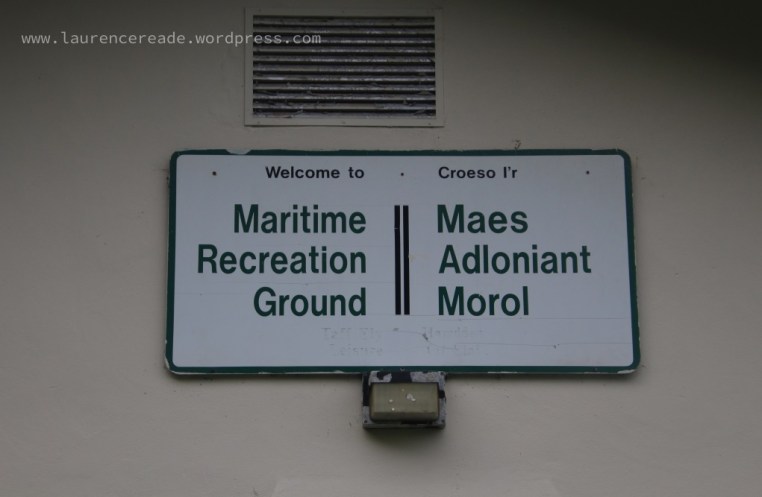 www.laurencereade.wordpress.com
Welcome to
Maritime
Recreation
Ground
Croeso I'r
Maes
Adloniant
Morol